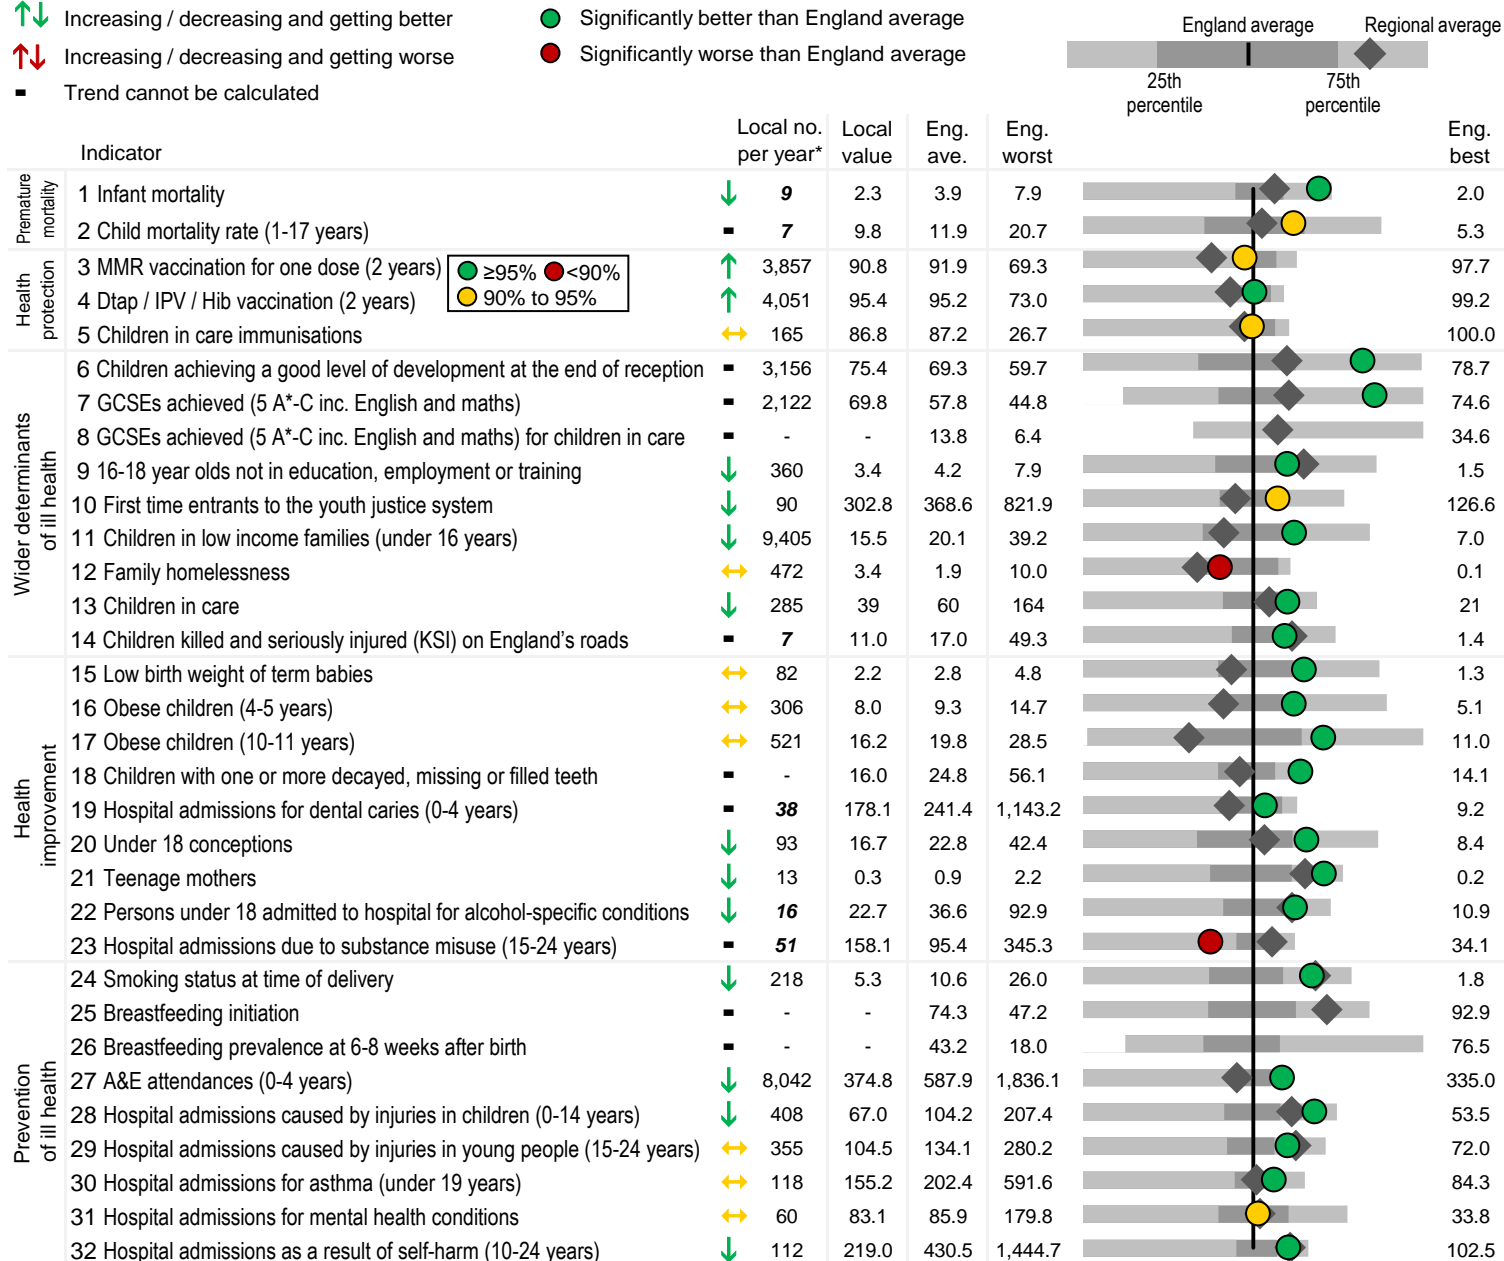 ↑↓ Increasing / decreasing and getting better
Significantly better than England average
↑↓ Increasing / decreasing and getting worse
Significantly worse than England average
- Trend cannot be calculated
England average Regional average
25th percentile 75th percentile
Indicator Local no. per year* Local value Eng. ave. Eng. worst Eng. best
Premature mortality
1 Infant mortality ↓ 9 2.3 3.9 7.9 2.0
2 Child mortality rate (1-17 years) - 7 9.8 11.9 20.7 5.3
Health protection
≥95% <90%
90% to 95%
3 MMR vaccination for one dose (2 years) ↑ 3,857 90.8 91.9 69.3 97.7
4 Dtap / IPV / Hib vaccination (2 years) ↑ 4,051 95.4 95.2 73.0 99.2
5 Children in care immunisations ↔ 165 86.8 87.2 26.7 100.0
Wider determinants of ill health
6 Children achieving a good level of development at the end of reception - 3,156 75.4 69.3 59.7 78.7
7 GCSEs achieved (5 A*-C inc. English and maths) - 2,122 69.8 57.8 44.8 74.6
8 GCSEs achieved (5 A*-C inc. English and maths) for children in care - - - 13.8 6.4 34.6
9 16-18 year olds not in education, employment or training ↓ 360 3.4 4.2 7.9 1.5
10 First time entrants to the youth justice system ↓ 90 302.8 368.6 821.9 126.6
11 Children in low income families (under 16 years) ↓ 9,405 15.5 20.1 39.2 7.0
12 Family homelessness ↔ 472 3.4 1.9 10.0 0.1
13 Children in care ↓ 285 39 60 164 21
14 Children killed and seriously injured (KSI) on England's roads - 7 11.0 17.0 49.3 1.4
Health improvement
15 Low birth weight of term babies ↔ 82 2.2 2.8 4.8 1.3
16 Obese children (4-5 years) ↔ 306 8.0 9.3 14.7 5.1
17 Obese children (10-11 years) ↔ 521 16.2 19.8 28.5 11.0
18 Children with one or more decayed, missing or filled teeth - - 16.0 24.8 56.1 14.1
19 Hospital admissions for dental caries (0-4 years) - 38 178.1 241.4 1,143.2 9.2
20 Under 18 conceptions ↓ 93 16.7 22.8 42.4 8.4
21 Teenage mothers ↓ 13 0.3 0.9 2.2 0.2
22 Persons under 18 admitted to hospital for alcohol-specific conditions ↓ 16 22.7 36.6 92.9 10.9
23 Hospital admissions due to substance misuse (15-24 years) - 51 158.1 95.4 345.3 34.1
Prevention of ill health
24 Smoking status at time of delivery ↓ 218 5.3 10.6 26.0 1.8
25 Breastfeeding initiation - - - 74.3 47.2 92.9
26 Breastfeeding prevalence at 6-8 weeks after birth - - - 43.2 18.0 76.5
27 A&E attendances (0-4 years) ↓ 8,042 374.8 587.9 1,836.1 335.0
28 Hospital admissions caused by injuries in children (0-14 years) ↓ 408 67.0 104.2 207.4 53.5
29 Hospital admissions caused by injuries in young people (15-24 years) ↔ 355 104.5 134.1 280.2 72.0
30 Hospital admissions for asthma (under 19 years) ↔ 118 155.2 202.4 591.6 84.3
31 Hospital admissions for mental health conditions ↔ 60 83.1 85.9 179.8 33.8
32 Hospital admissions as a result of self-harm (10-24 years) ↓ 112 219.0 430.5 1,444.7 102.5